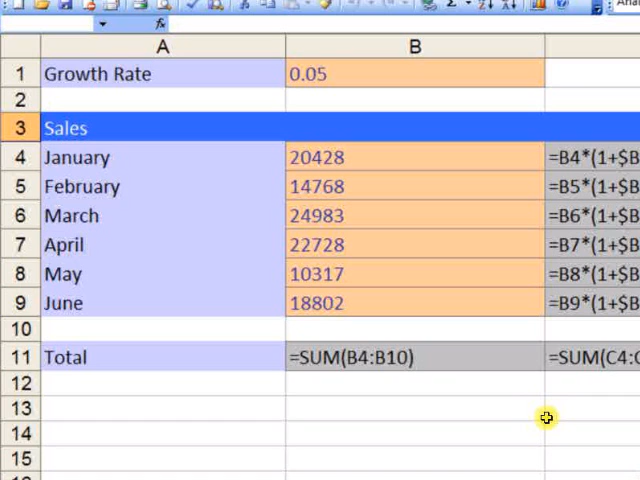 A B
1 Growth Rate 0.05
2
3 Sales
4 January 20428 =B4*(1+$B
5 February 14768 =B5*(1+$B
6 March 24983 =B6*(1+$B
7 April 22728 =B7*(1+$B
8 May 10317 =B8*(1+$B
9 June 18802 =B9*(1+$B
10
11 Total =SUM(B4:B10) =SUM(C4:C
12
13
14
15